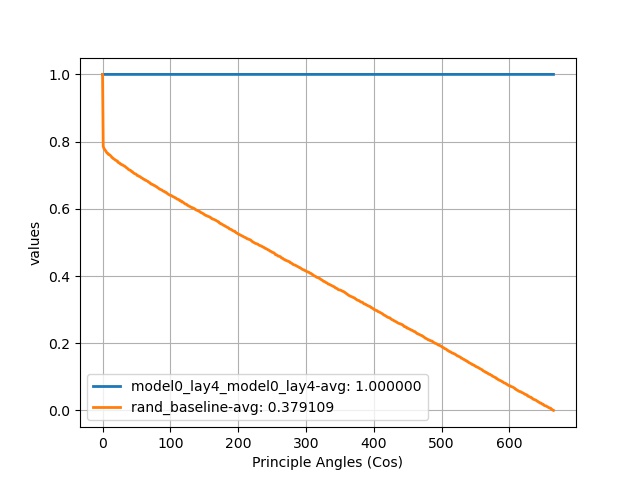 1.0
0.8
0.6
0.4
0.2
0.0
values
model0_lay4_model0_lay4-avg: 1.000000
rand_baseline-avg: 0.379109
0 100 200 300 400 500 600
Principle Angles (Cos)